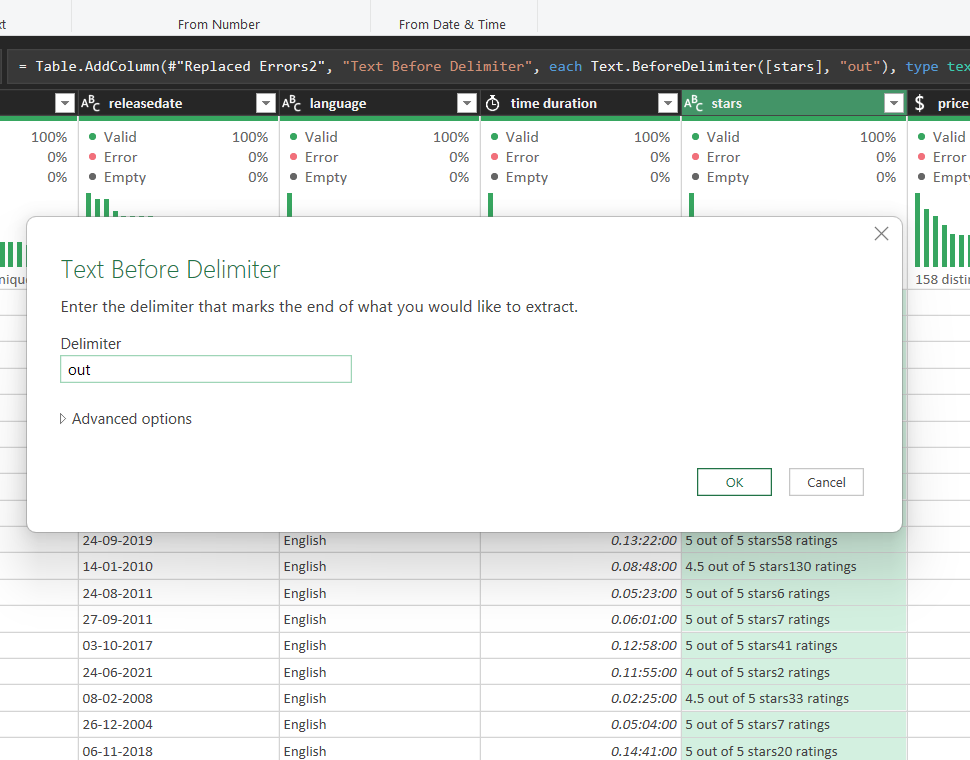 From Number From Date & Time
= Table.AddColumn(#"Replaced Errors2", "Text Before Delimiter", each Text.BeforeDelimiter([stars], "out"), type tex
ABC releasedate ABC language time duration ABC stars $ price
100% Valid 100% Valid 100% Valid 100% Valid 100% Valid
0% Error 0% Error 0% Error 0% Error 0% Error
0% Empty 0% Empty 0% Empty 0% Empty 0% Empty
158 distin
Text Before Delimiter
Enter the delimiter that marks the end of what you would like to extract.
Delimiter
out
Advanced options
OK Cancel
24-09-2019 English 0.13:22:00 5 out of 5 stars58 ratings
14-01-2010 English 0.08:48:00 4.5 out of 5 stars130 ratings
24-08-2011 English 0.05:23:00 5 out of 5 stars6 ratings
27-09-2011 English 0.06:01:00 5 out of 5 stars7 ratings
03-10-2017 English 0.12:58:00 5 out of 5 stars41 ratings
24-06-2021 English 0.11:55:00 4 out of 5 stars2 ratings
08-02-2008 English 0.02:25:00 4.5 out of 5 stars33 ratings
26-12-2004 English 0.05:04:00 5 out of 5 stars7 ratings
06-11-2018 English 0.14:41:00 5 out of 5 stars20 ratings